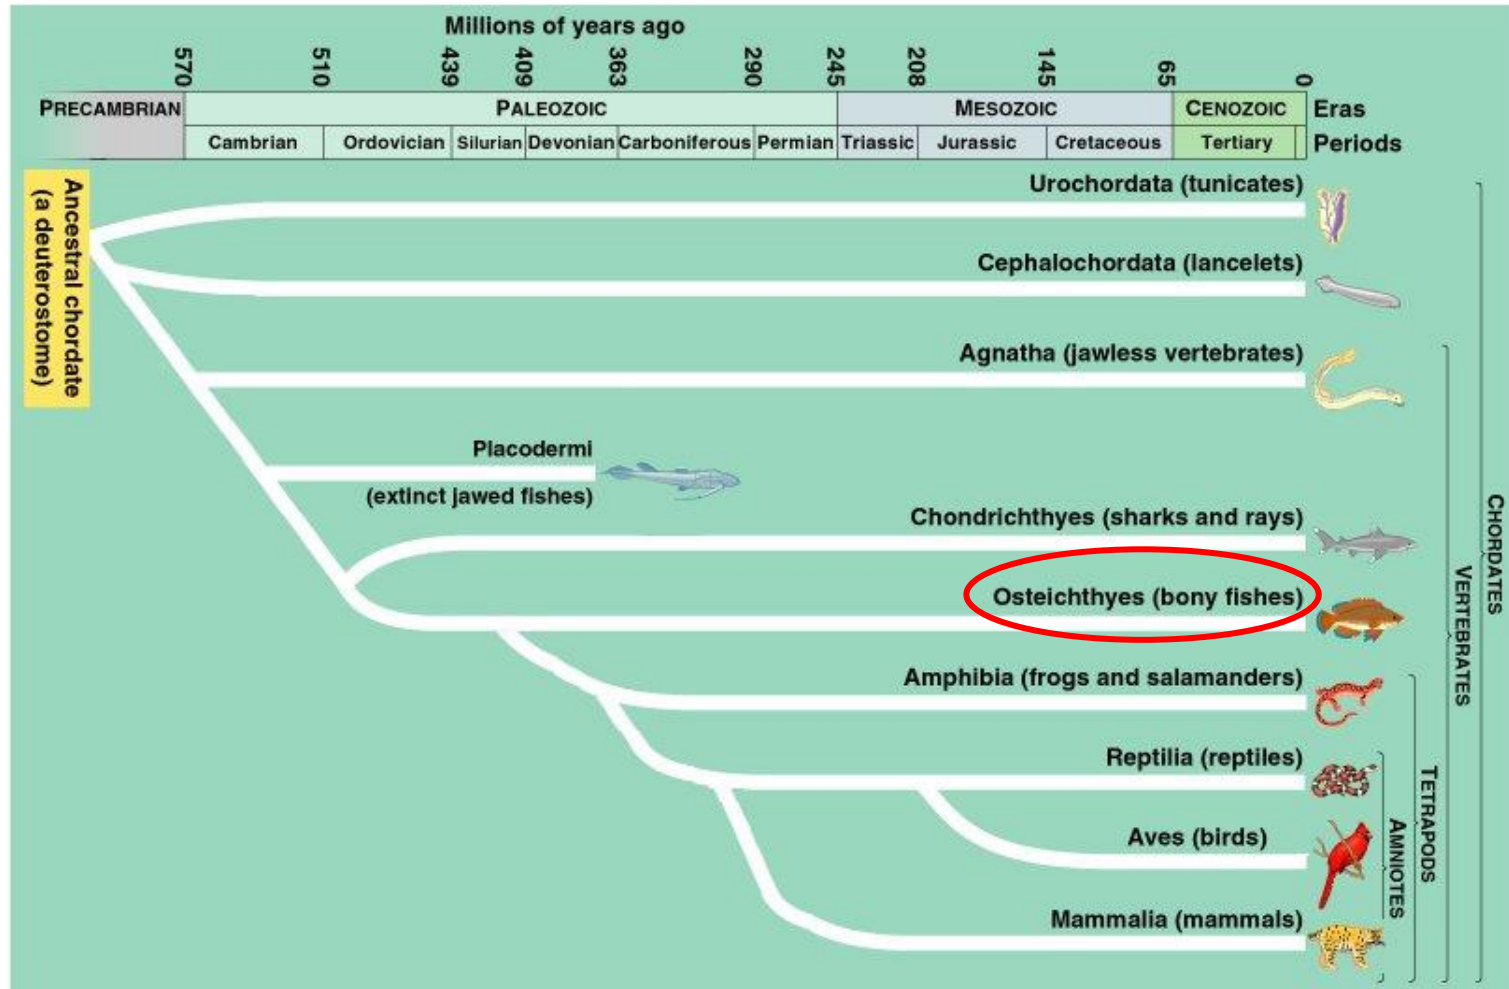 Millions of years ago
570 510 439 409 363 290 245 208 145 65 0
PRECAMBRIAN PALEOZOIC MESOZOIC CENOZOIC Eras
Cambrian Ordovician Silurian Devonian Carboniferous Permian Triassic Jurassic Cretaceous Tertiary Periods
Ancestral chordate
(a deuterostome)
Urochordata (tunicates)
Cephalochordata (lancelets)
Agnatha (jawless vertebrates)
Placodermi
(extinct jawed fishes)
Chondrichthyes (sharks and rays)
Osteichthyes (bony fishes)
Amphibia (frogs and salamanders)
Reptilia (reptiles)
Aves (birds)
Mammalia (mammals)
AMNIOTES
TETRAPODS
VERTEBRATES
CHORDATES